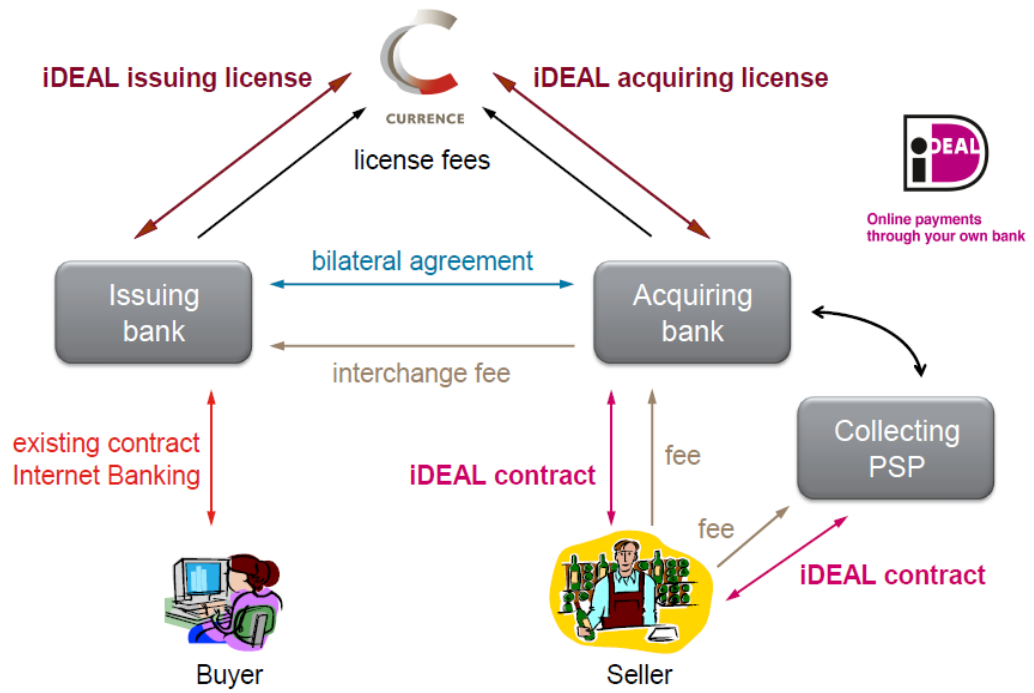 iDEAL issuing license
iDEAL acquiring license
CURRENCE
license fees
iDEAL
Online payments
through your own bank
bilateral agreement
Issuing
bank
Acquiring
bank
interchange fee
existing contract
Internet Banking
iDEAL contract
fee
Collecting
PSP
fee
iDEAL contract
Buyer
Seller